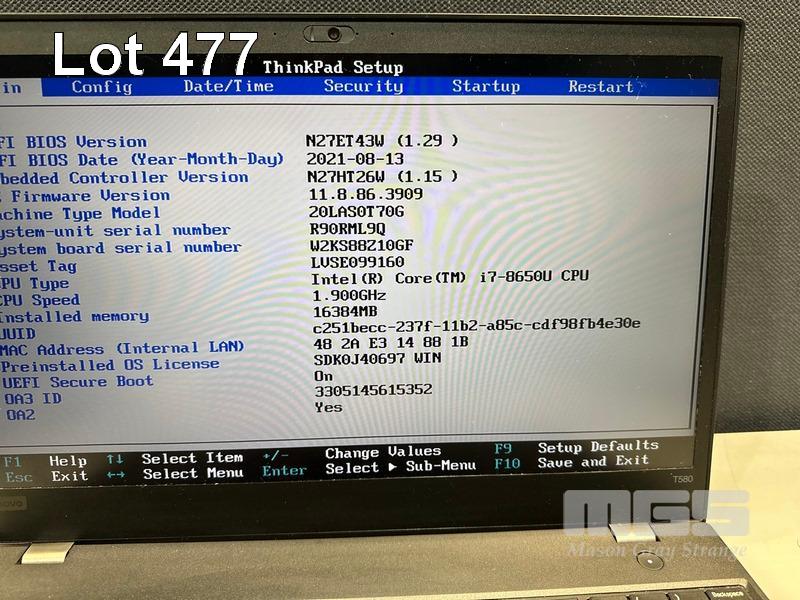 Lot 477
ThinkPad Setup
in Config Date/Time Security Startup Restart
FI BIOS Version N27ET43W (1.29 )
FI BIOS Date (Year-Month-Day) 2021-08-13
bedded Controller Version N27HT26W (1.15 )
Firmware Version 11.8.86.3909
achine Type Model 20LAS0T70G
ystem-unit serial number R90RML9Q
ystem board serial number W2KS88Z10GF
sset Tag LVSE099160
CPU Type Intel(R) Core(TM) i7-8650U CPU
CPU Speed 1.900GHz
Installed memory 16384MB
UUID c251becc-237f-11b2-a85c-cdf98fb4e30e
MAC Address (Internal LAN) 48 2A E3 14 88 1B
Preinstalled OS License SDK0J40697 WIN
UEFI Secure Boot On
OA3 ID 3305145615352
OA2 Yes
F1 Help ↑↓ Select Item +/- Change Values F9 Setup Defaults
Esc Exit ←→ Select Menu Enter Select ▶ Sub-Menu F10 Save and Exit
T580
MGS
Mason Gray Strange
Backspace